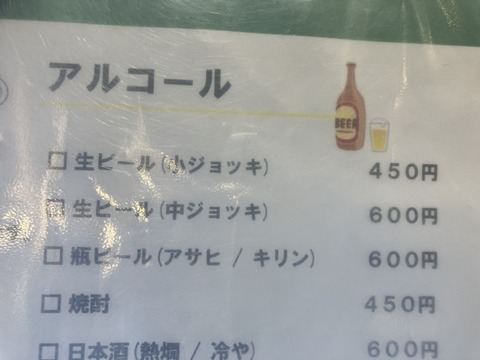 アルコール
BEER
□ 生ビール(小ジョッキ) 450円
□ 生ビール(中ジョッキ) 600円
□ 瓶ビール(アサヒ / キリン) 600円
□ 焼酎 450円
□ 日本酒(熱燗 / 冷や) 600円